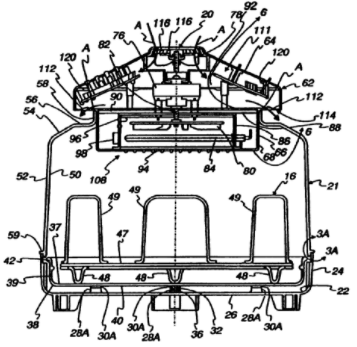 A 116 116 20 78 92 6
76 A
82 111
120 64
A 120
112 A
58 62
90 112
56 114
54 88
96 6
98 86
66
68
94 80
108 84
52 50
49 16
49 49 21
59 37 47 3A
42 3A
39 24
48 48 48
22
38 40 26
28A 36 32 28A
30A 28A 30A 30A